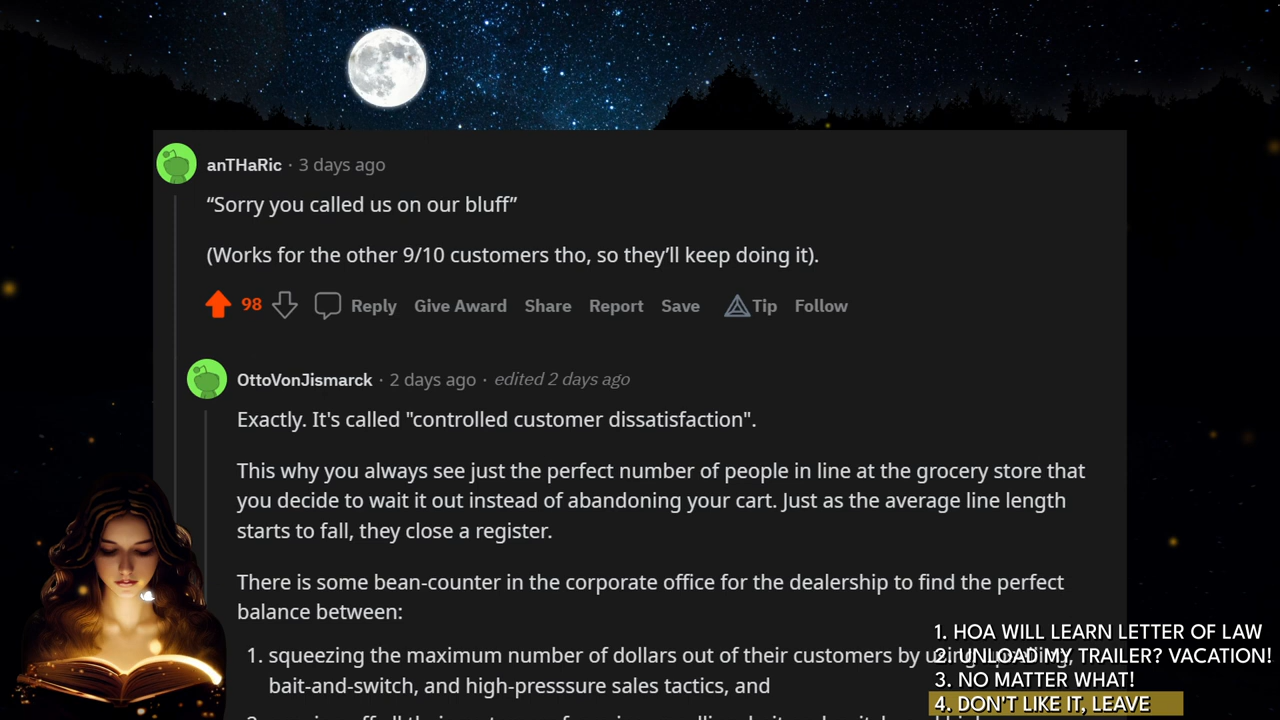 anTHaRic · 3 days ago
“Sorry you called us on our bluff”
(Works for the other 9/10 customers tho, so they’ll keep doing it).
98 Reply Give Award Share Report Save Tip Follow
OttoVonJismarck · 2 days ago · edited 2 days ago
Exactly. It's called "controlled customer dissatisfaction".
This why you always see just the perfect number of people in line at the grocery store that
you decide to wait it out instead of abandoning your cart. Just as the average line length
starts to fall, they close a register.
There is some bean-counter in the corporate office for the dealership to find the perfect
balance between:
1. squeezing the maximum number of dollars out of their customers by using
bait-and-switch, and high-presssure sales tactics, and
1. HOA WILL LEARN LETTER OF LAW
2. UNLOAD MY TRAILER? VACATION!
3. NO MATTER WHAT!
4. DON'T LIKE IT, LEAVE